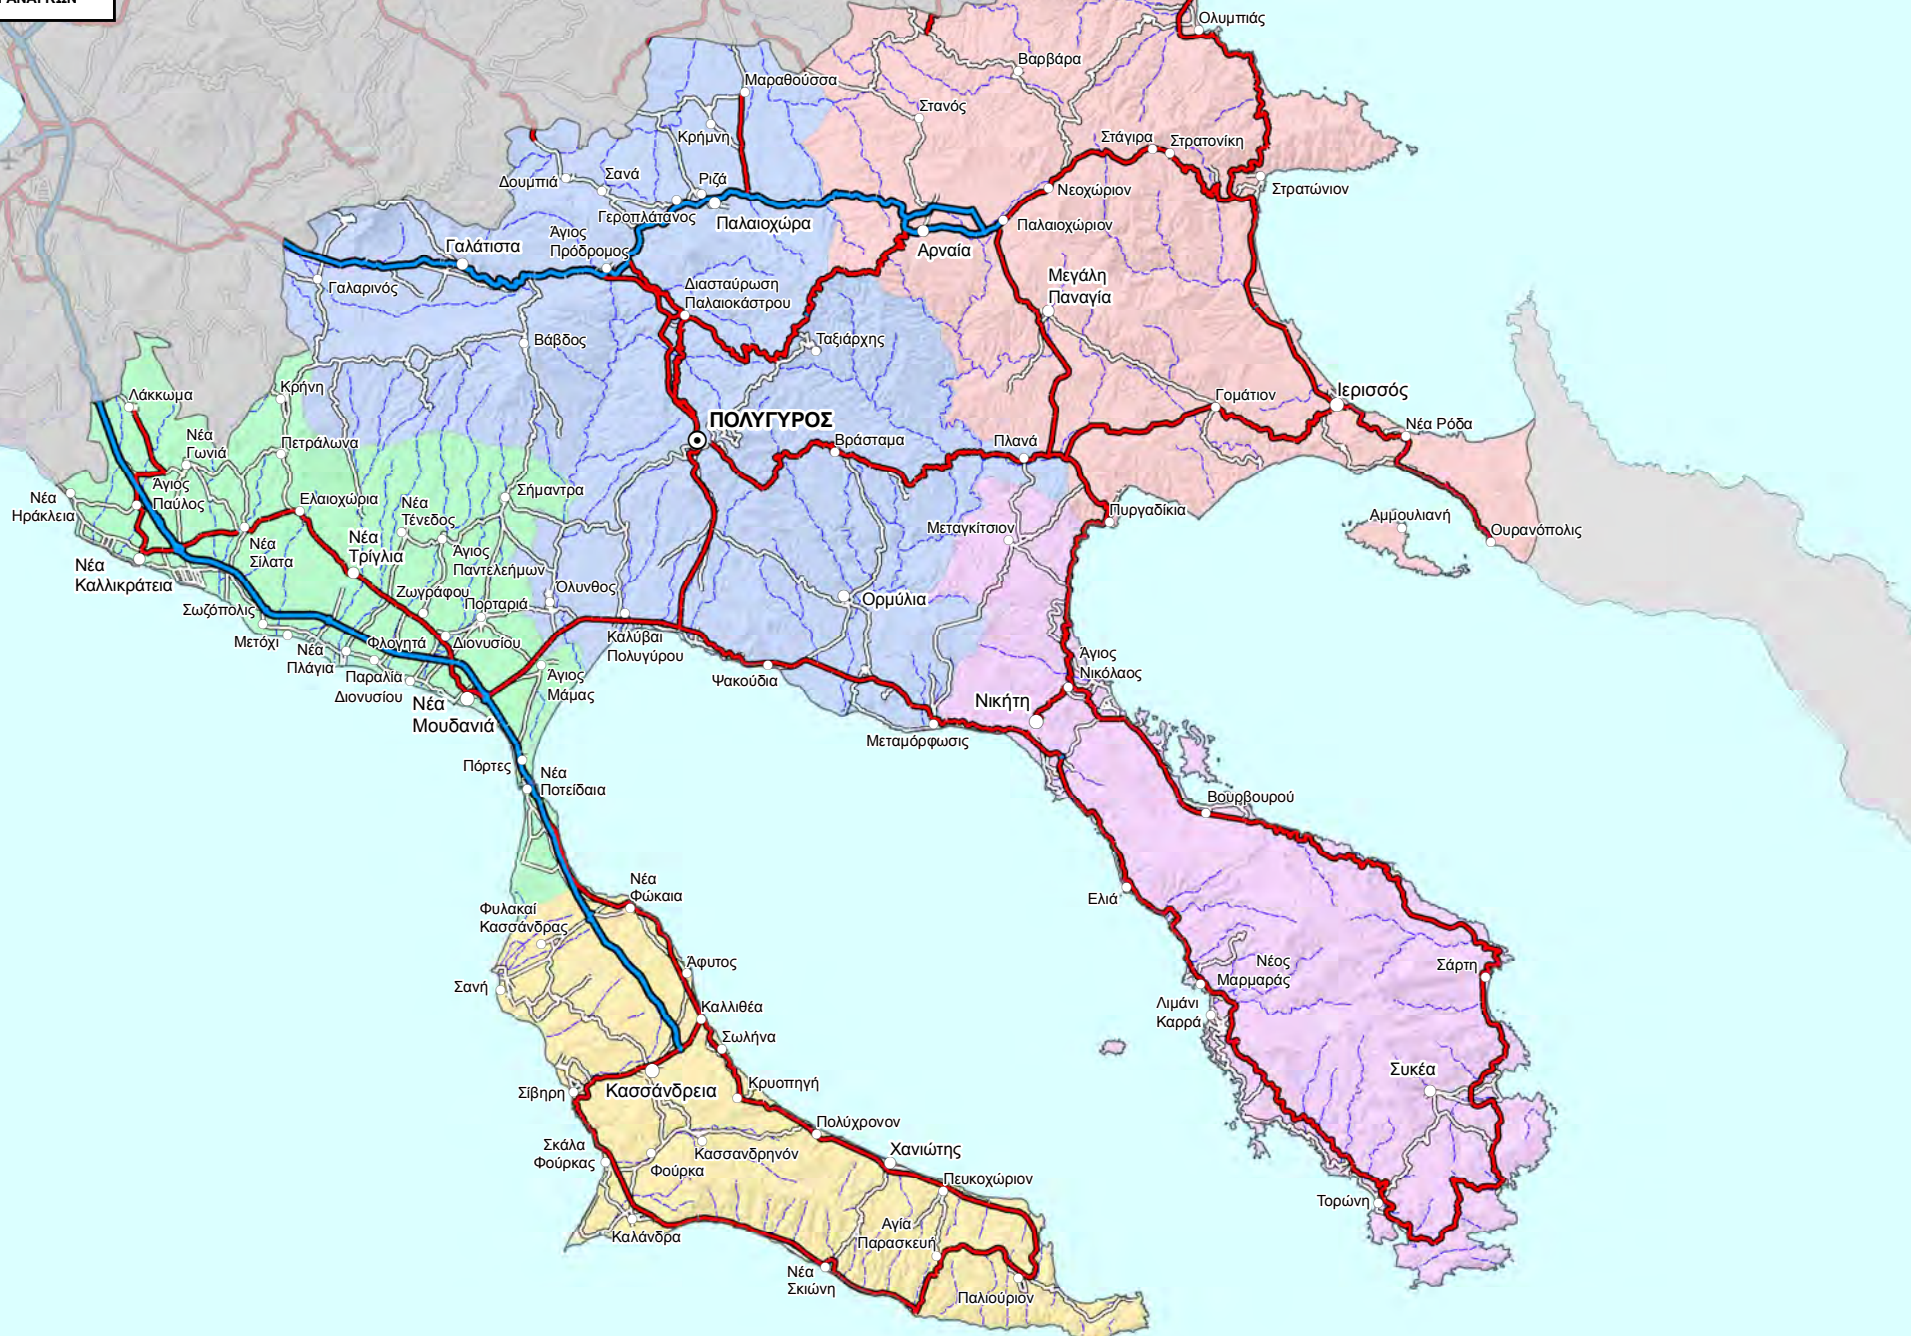 Ολυμπιάς
Βαρβάρα
Μαραθούσσα
Στανός
Κρήμνη
Στάγιρα
Στρατονίκη
Δουμπιά
Σανά
Ριζά
Νεοχώριον
Στρατώνιον
Γεροπλάτανος
Παλαιοχώρα
Παλαιοχώριον
Άγιος
Πρόδρομος
Γαλάτιστα
Αρναία
Γαλαρινός
Διασταύρωση
Παλαιοκάστρου
Μεγάλη
Παναγία
Βάβδος
Ταξιάρχης
Λάκκωμα
Κρήνη
Ιερισσός
Γομάτιον
ΠΟΛΥΓΥΡΟΣ
Νέα Ρόδα
Νέα
Γωνιά
Πετράλωνα
Βράσταμα
Πλανά
Άγιος
Παύλος
Νέα
Ηράκλεια
Ελαιοχώρια
Σήμαντρα
Νέα
Τένεδος
Πυργαδίκια
Αμμουλιανή
Ουρανόπολις
Μεταγκίτσιον
Νέα
Σίλατα
Νέα
Τρίγλια
Άγιος
Παντελεήμων
Νέα
Καλλικράτεια
Ζωγράφου
Όλυνθος
Πορταριά
Ορμύλια
Σωζόπολις
Μετόχι
Νέα
Πλάγια
Φλογητά
Διονυσίου
Καλύβαι
Πολυγύρου
Άγιος
Νικόλαος
Παραλία
Διονυσίου
Άγιος
Μάμας
Ψακούδια
Νέα
Μουδανιά
Νικήτη
Μεταμόρφωσις
Πόρτες
Νέα
Ποτείδαια
Βουρβουρού
Νέα
Φώκαια
Ελιά
Φυλακαί
Κασσάνδρας
Άφυτος
Νέος
Μαρμαράς
Σάρτη
Σανή
Καλλιθέα
Λιμάνι
Καρρά
Σωλήνα
Συκέα
Σίβηρη
Κασσάνδρεια
Κρυοπηγή
Πολύχρονον
Σκάλα
Φούρκας
Κασσανδρηνόν
Χανιώτης
Φούρκα
Πευκοχώριον
Τορώνη
Αγία
Παρασκευή
Καλάνδρα
Νέα
Σκιώνη
Παλιούριον